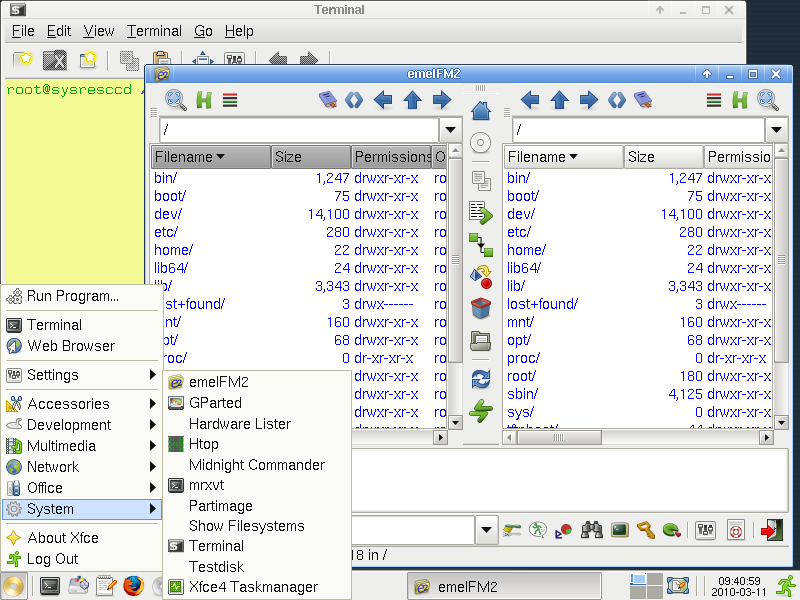 Terminal
File Edit View Terminal Go Help
root@sysresccd
emelFM2
/
/
Filename Size Permissions O
bin/ 1,247 drwxr-xr-x ro
boot/ 75 drwxr-xr-x ro
dev/ 14,100 drwxr-xr-x ro
etc/ 280 drwxr-xr-x ro
home/ 22 drwxr-xr-x ro
lib64/ 24 drwxr-xr-x ro
lib/ 3,343 drwxr-xr-x ro
lost+found/ 3 drwx------ ro
mnt/ 160 drwxr-xr-x ro
opt/ 68 drwxr-xr-x ro
proc/ 0 dr-xr-xr-x ro
Filename Size Permissio
bin/ 1,247 drwxr-xr-x
boot/ 75 drwxr-xr-x
dev/ 14,100 drwxr-xr-x
etc/ 280 drwxr-xr-x
home/ 22 drwxr-xr-x
lib64/ 24 drwxr-xr-x
lib/ 3,343 drwxr-xr-x
lost+found/ 3 drwx------
mnt/ 160 drwxr-xr-x
opt/ 68 drwxr-xr-x
proc/ 0 dr-xr-xr-x
root/ 180 drwxr-xr-x
sbin/ 4,125 drwxr-xr-x
sys/ 0 drwxr-xr-x
Run Program...
Terminal
Web Browser
Settings
Accessories
Development
Multimedia
Network
Office
System
About Xfce
Log Out
emelFM2
GParted
Hardware Lister
Htop
Midnight Commander
mrxvt
Partimage
Show Filesystems
Terminal
Testdisk
Xfce4 Taskmanager
18 in /
emelFM2
09:40:59
2010-03-11